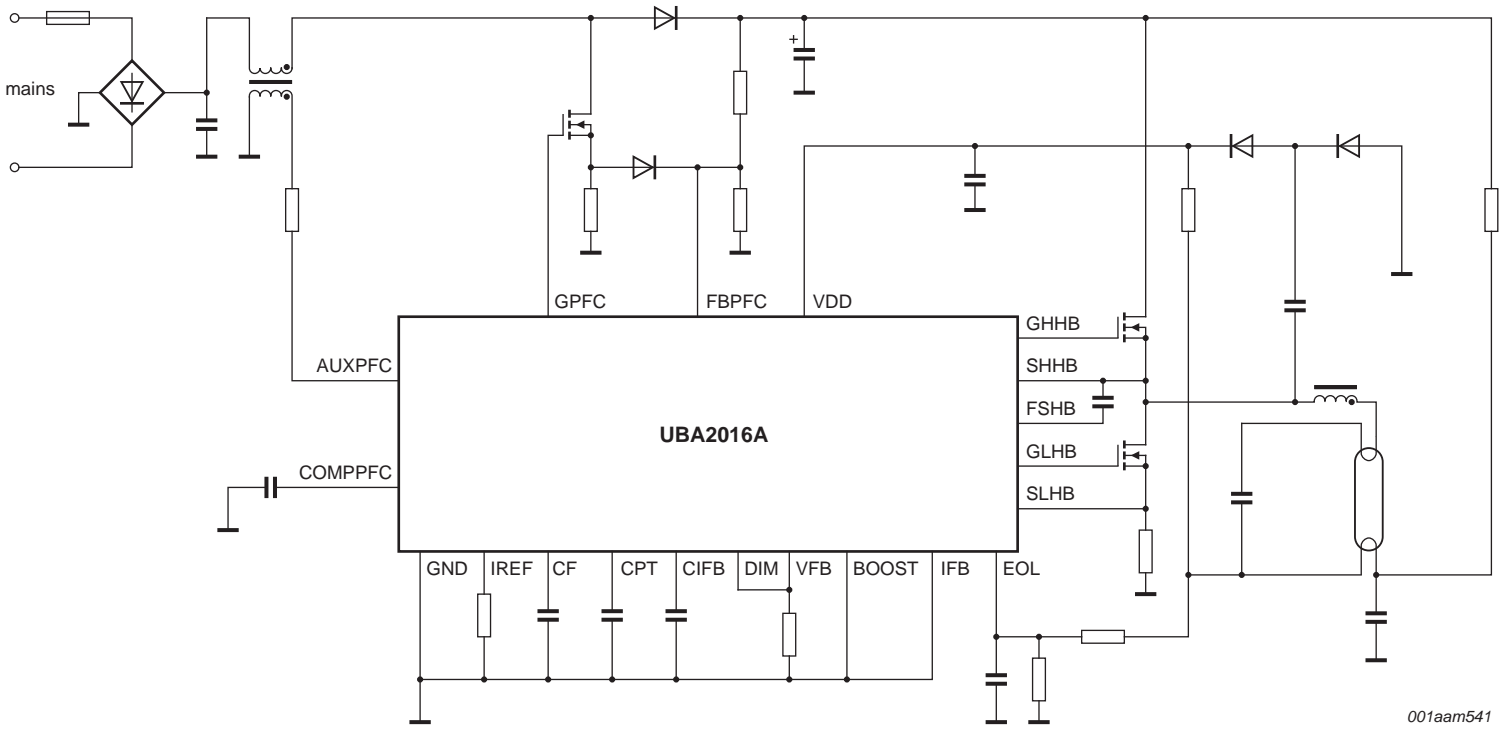 +
mains
GPFC
FBPFC
VDD
GHHB
AUXPFC
SHHB
FSHB
UBA2016A
GLHB
COMPPFC
SLHB
GND
IREF
CF
CPT
CIFB
DIM
VFB
BOOST
IFB
EOL
001aam541